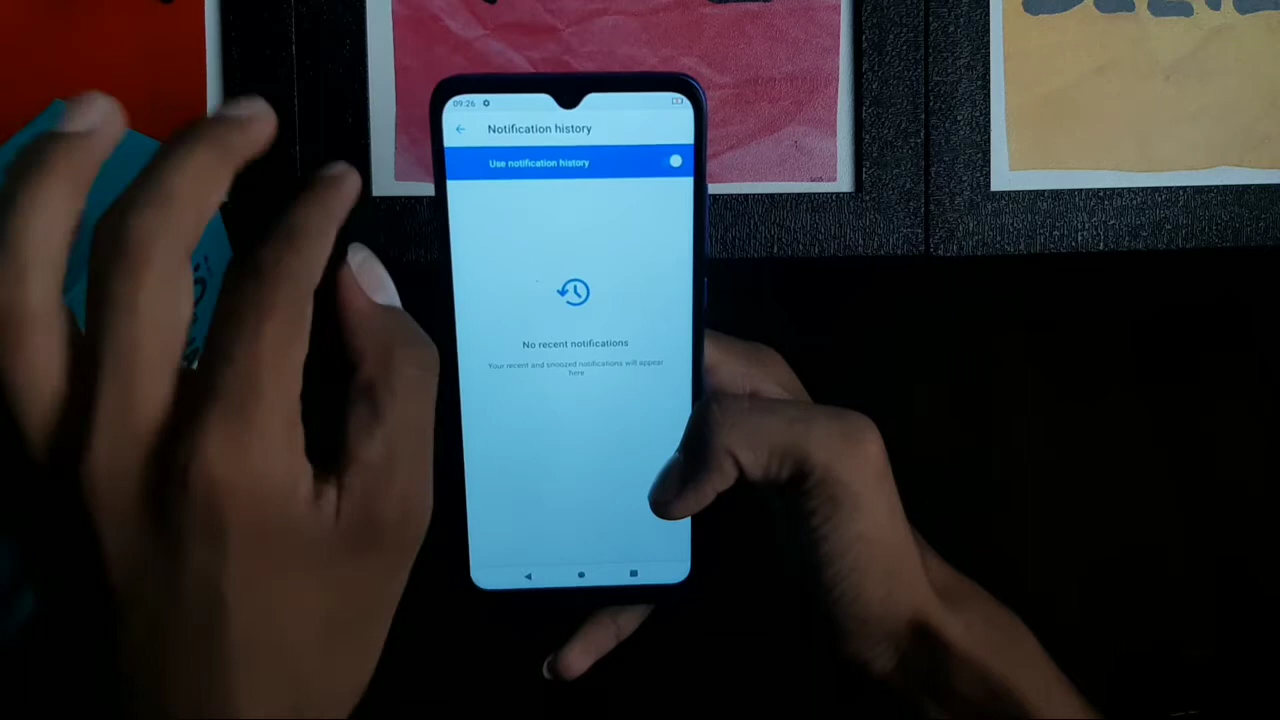 09:26
Notification history
Use notification history
No recent notifications
Your recent and snoozed notifications will appear
here